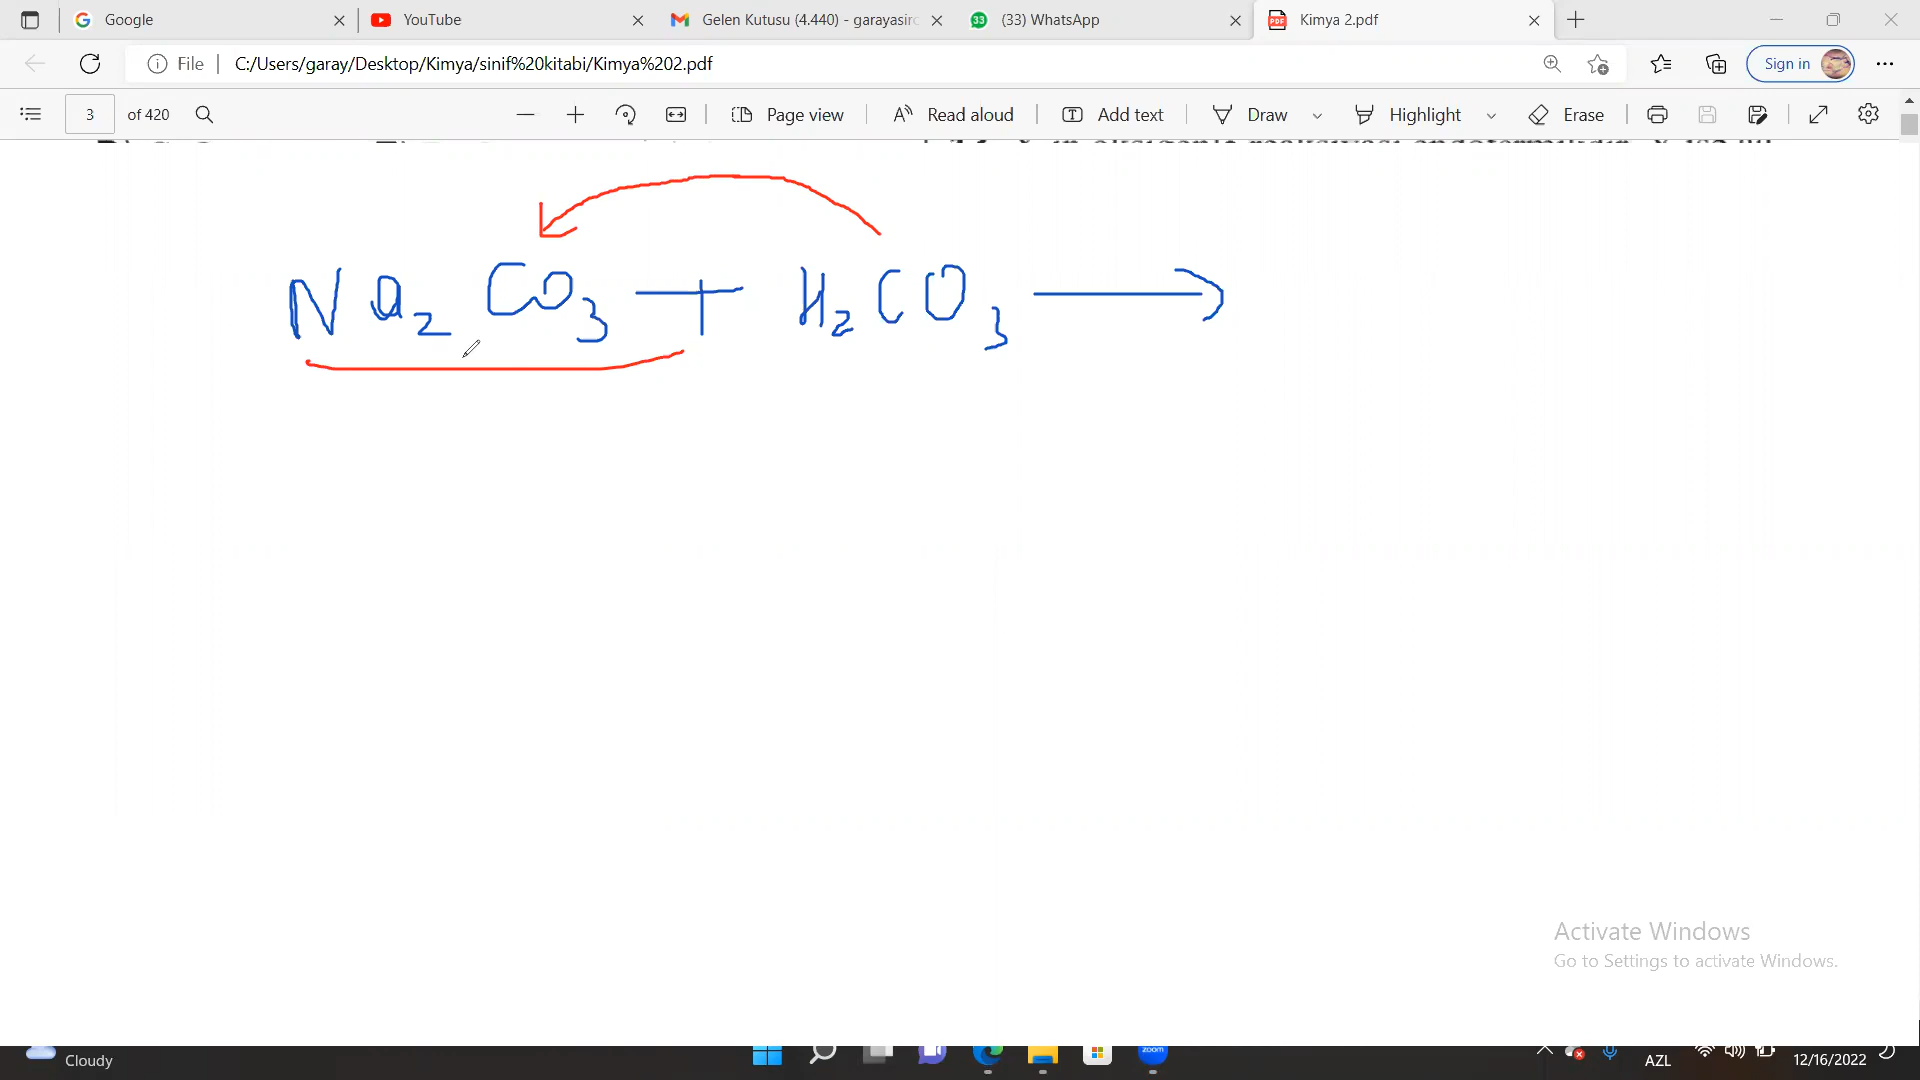 Google
YouTube
Gelen Kutusu (4.440) - garayasir
(33) WhatsApp
Kimya 2.pdf
File
C:/Users/garay/Desktop/Kimya/sinif%20kitabi/Kimya%202.pdf
Sign in
3 of 420
Page view
Read aloud
Add text
Draw
Highlight
Erase
Na₂CO₃ + H₂CO₃ →
Activate Windows
Go to Settings to activate Windows.
Cloudy
zoom
AZL
12/16/2022